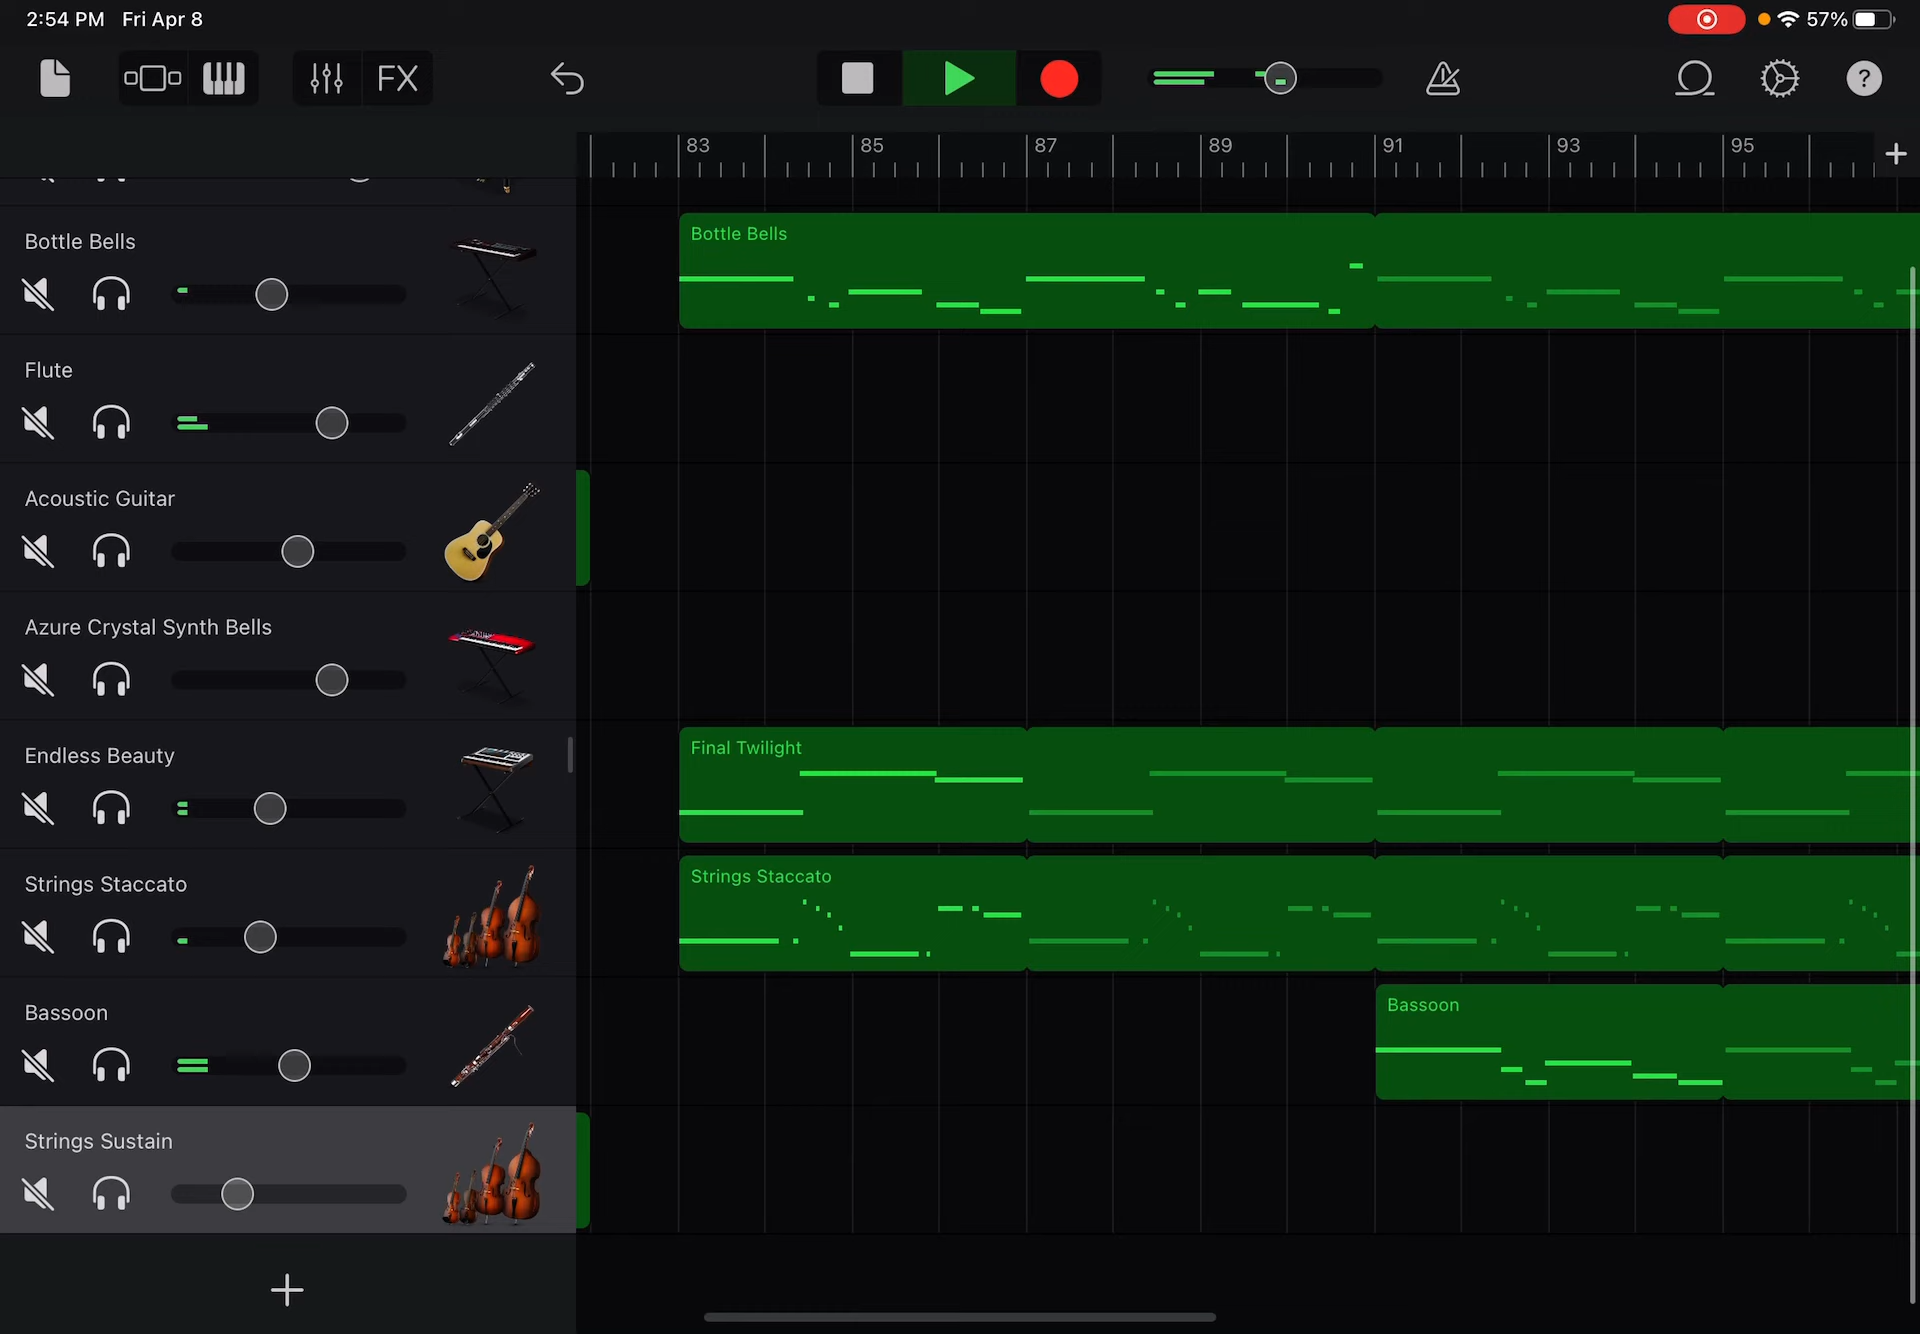 2:54 PM Fri Apr 8
57%
FX
?
83 85 87 89 91 93 95
Bottle Bells
Bottle Bells
Flute
Acoustic Guitar
Azure Crystal Synth Bells
Endless Beauty
Final Twilight
Strings Staccato
Strings Staccato
Bassoon
Bassoon
Strings Sustain